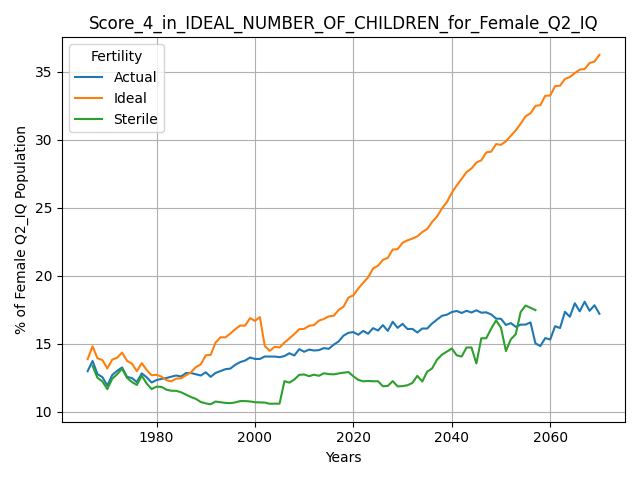 Score_4_in_IDEAL_NUMBER_OF_CHILDREN_for_Female_Q2_IQ
Fertility
Actual
Ideal
Sterile
% of Female Q2_IQ Population
35
30
25
20
15
10
1980
2000
2020
2040
2060
Years